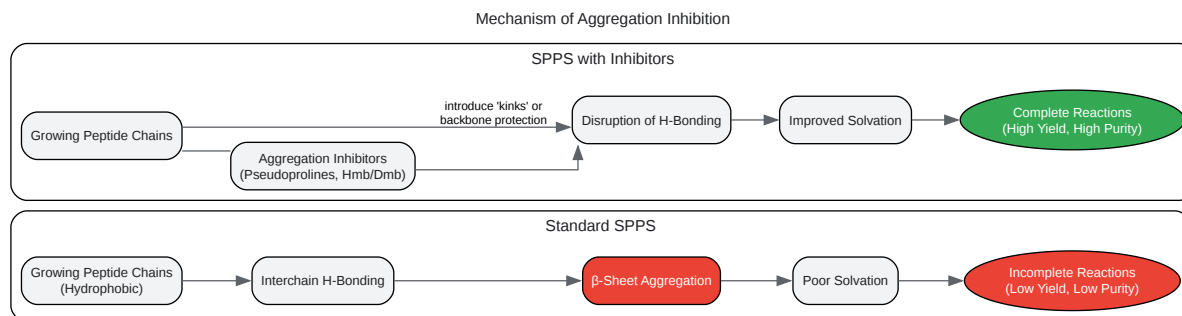 Mechanism of Aggregation Inhibition
SPPS with Inhibitors
Growing Peptide Chains
introduce 'kinks' or
backbone protection
Aggregation Inhibitors
(Pseudoprolines, Hmb/Dmb)
Disruption of H-Bonding
Improved Solvation
Complete Reactions
(High Yield, High Purity)
Standard SPPS
Growing Peptide Chains
(Hydrophobic)
Interchain H-Bonding
β-Sheet Aggregation
Poor Solvation
Incomplete Reactions
(Low Yield, Low Purity)